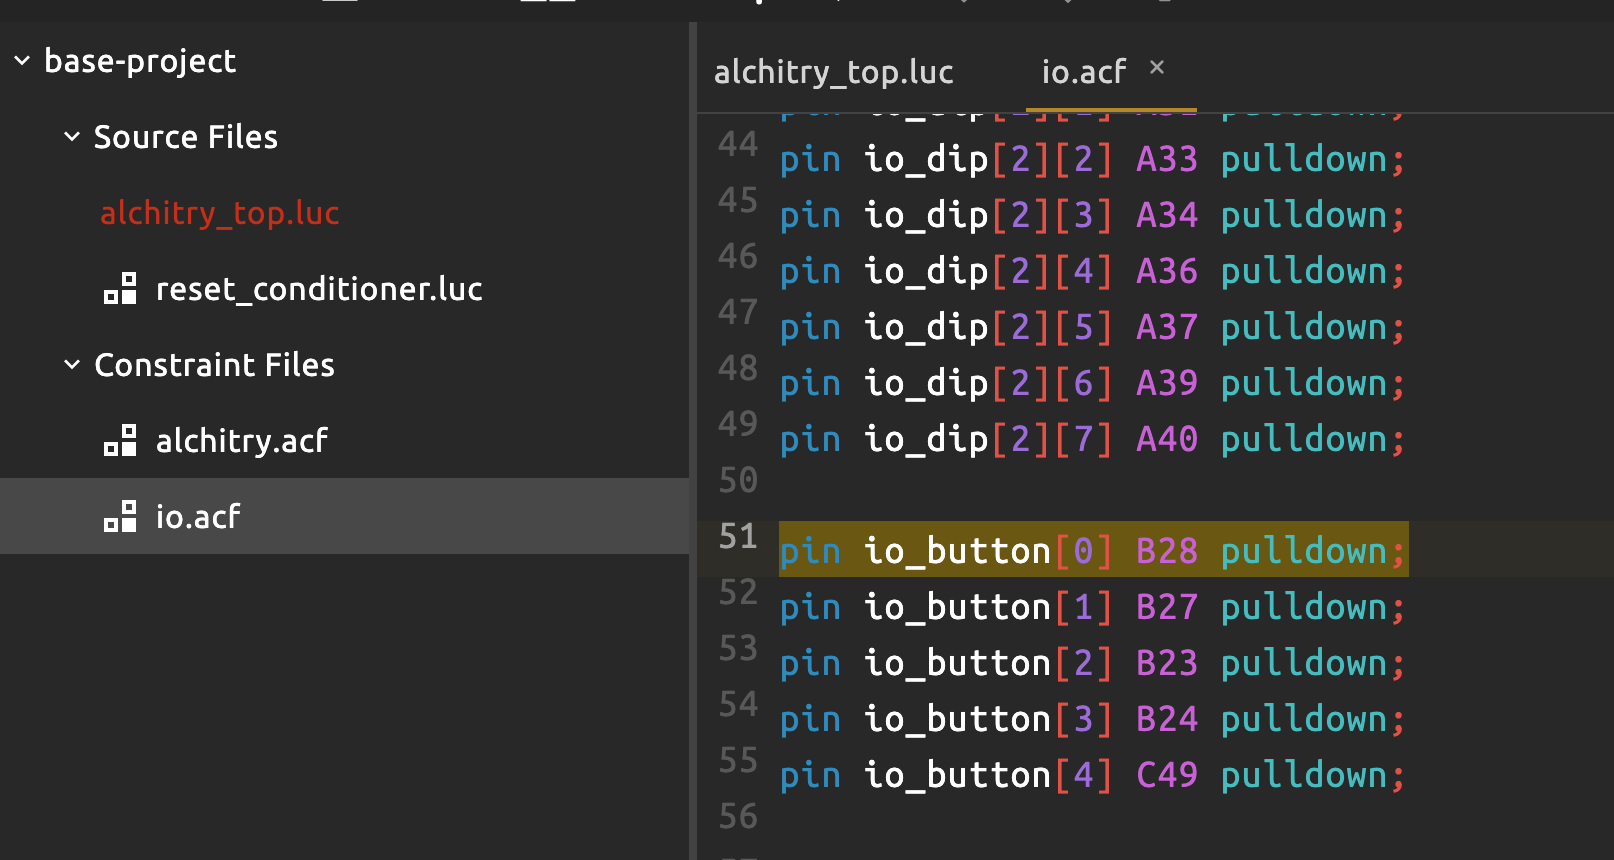 base-project
Source Files
alchitry_top.luc
reset_conditioner.luc
Constraint Files
alchitry.acf
io.acf
alchitry_top.luc io.acf ×
44 pin io_dip[2][2] A33 pulldown;
45 pin io_dip[2][3] A34 pulldown;
46 pin io_dip[2][4] A36 pulldown;
47 pin io_dip[2][5] A37 pulldown;
48 pin io_dip[2][6] A39 pulldown;
49 pin io_dip[2][7] A40 pulldown;
50
51 pin io_button[0] B28 pulldown;
52 pin io_button[1] B27 pulldown;
53 pin io_button[2] B23 pulldown;
54 pin io_button[3] B24 pulldown;
55 pin io_button[4] C49 pulldown;
56